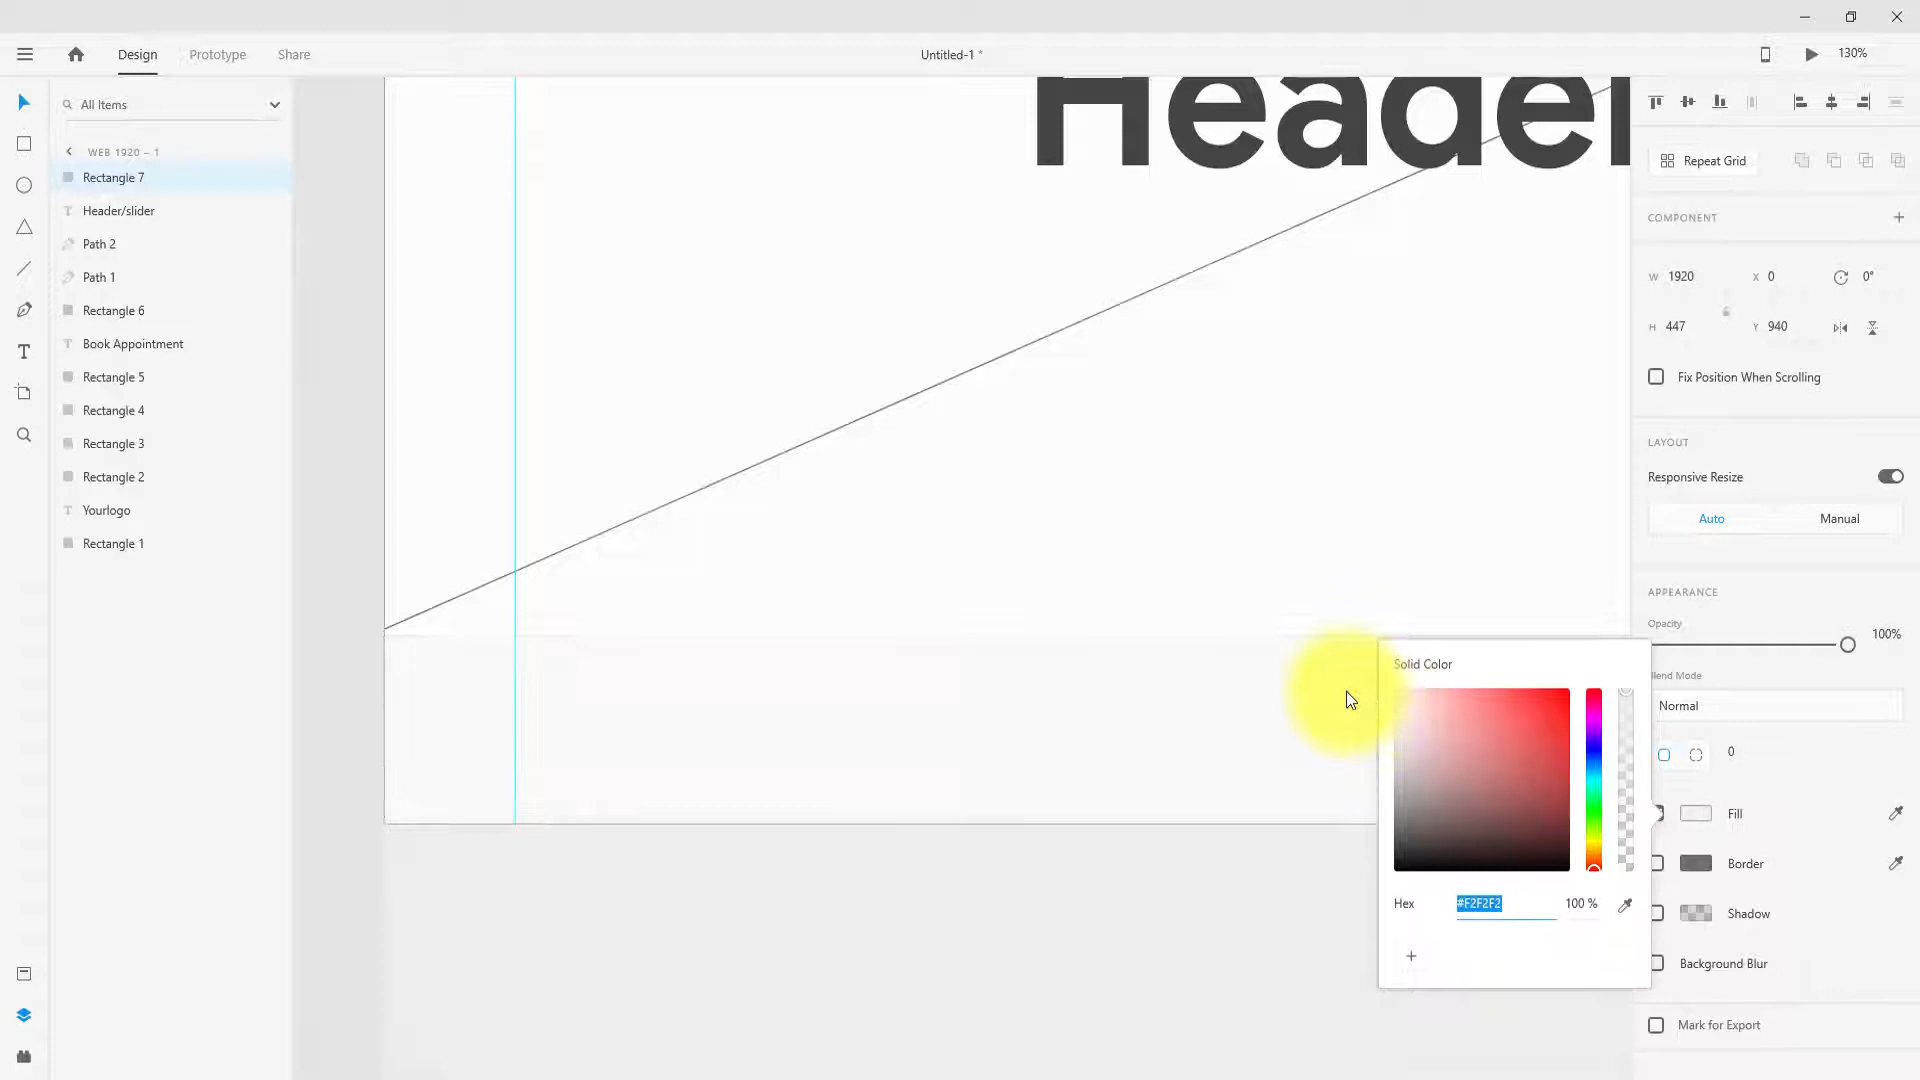 Design
Prototype
Share
Untitled-1 *
130%
All Items
WEB 1920 – 1
Rectangle 7
Header/slider
Path 2
Path 1
Rectangle 6
Book Appointment
Rectangle 5
Rectangle 4
Rectangle 3
Rectangle 2
Yourlogo
Rectangle 1
Header
Repeat Grid
COMPONENT
W 1920
X 0
0°
H 447
Y 940
Fix Position When Scrolling
LAYOUT
Responsive Resize
Auto
Manual
APPEARANCE
Opacity
100%
Blend Mode
Normal
0
Fill
Border
Shadow
Background Blur
Mark for Export
Solid Color
Hex
#F2F2F2
100 %